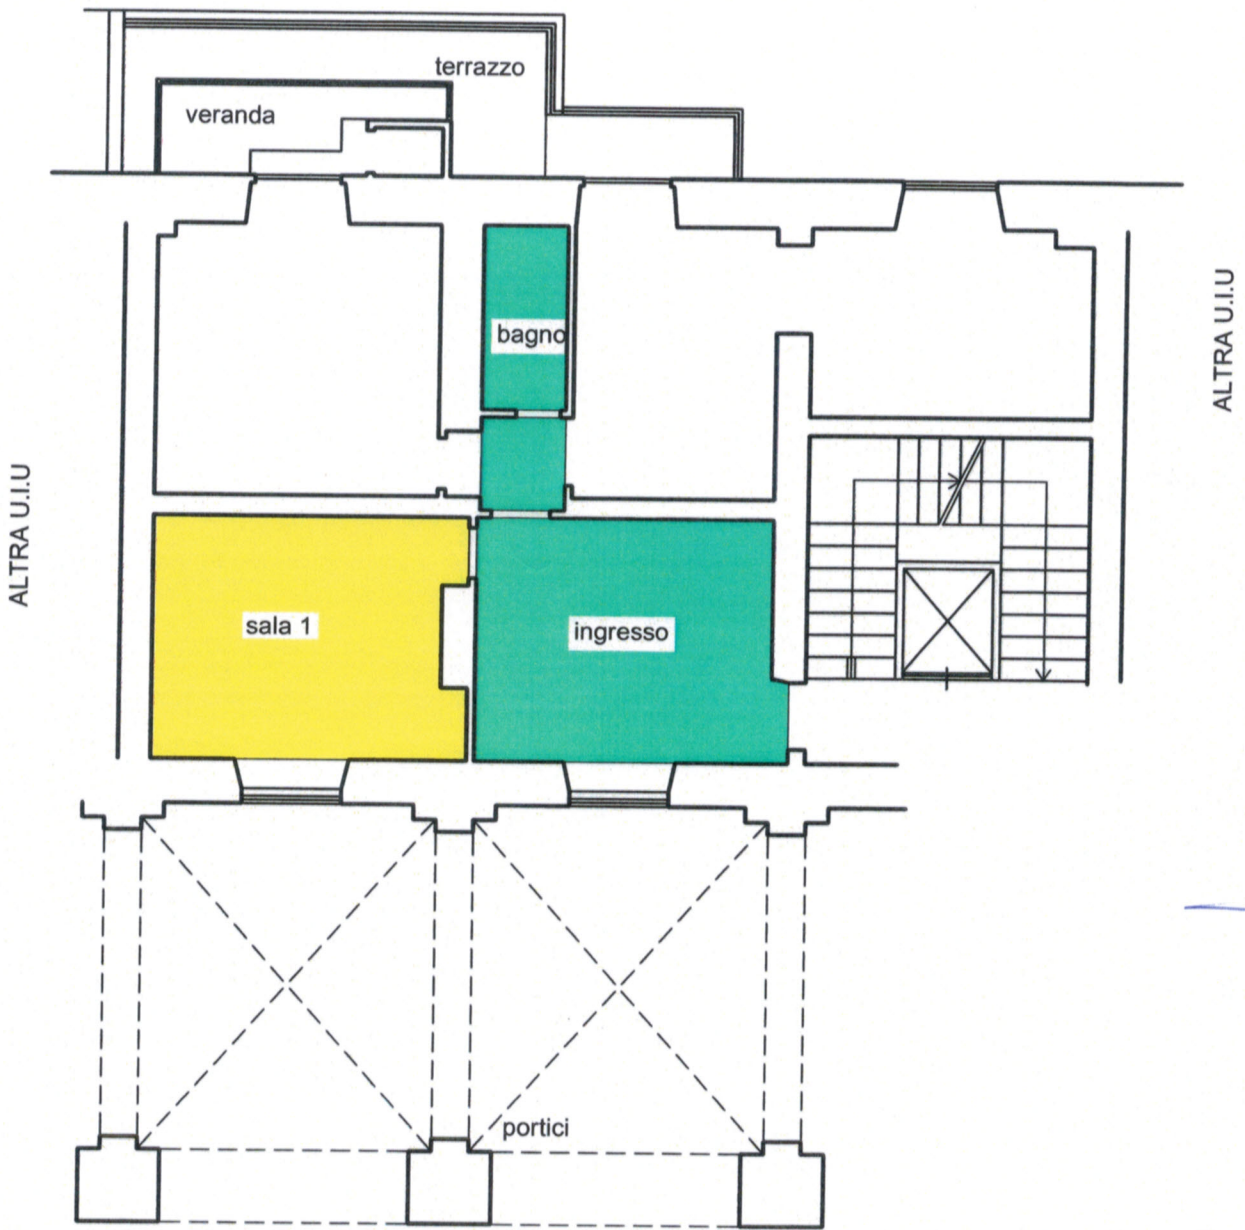 terrazzo
veranda
bagno
ALTRA U.I.U
ALTRA U.I.U
sala 1
ingresso
portici